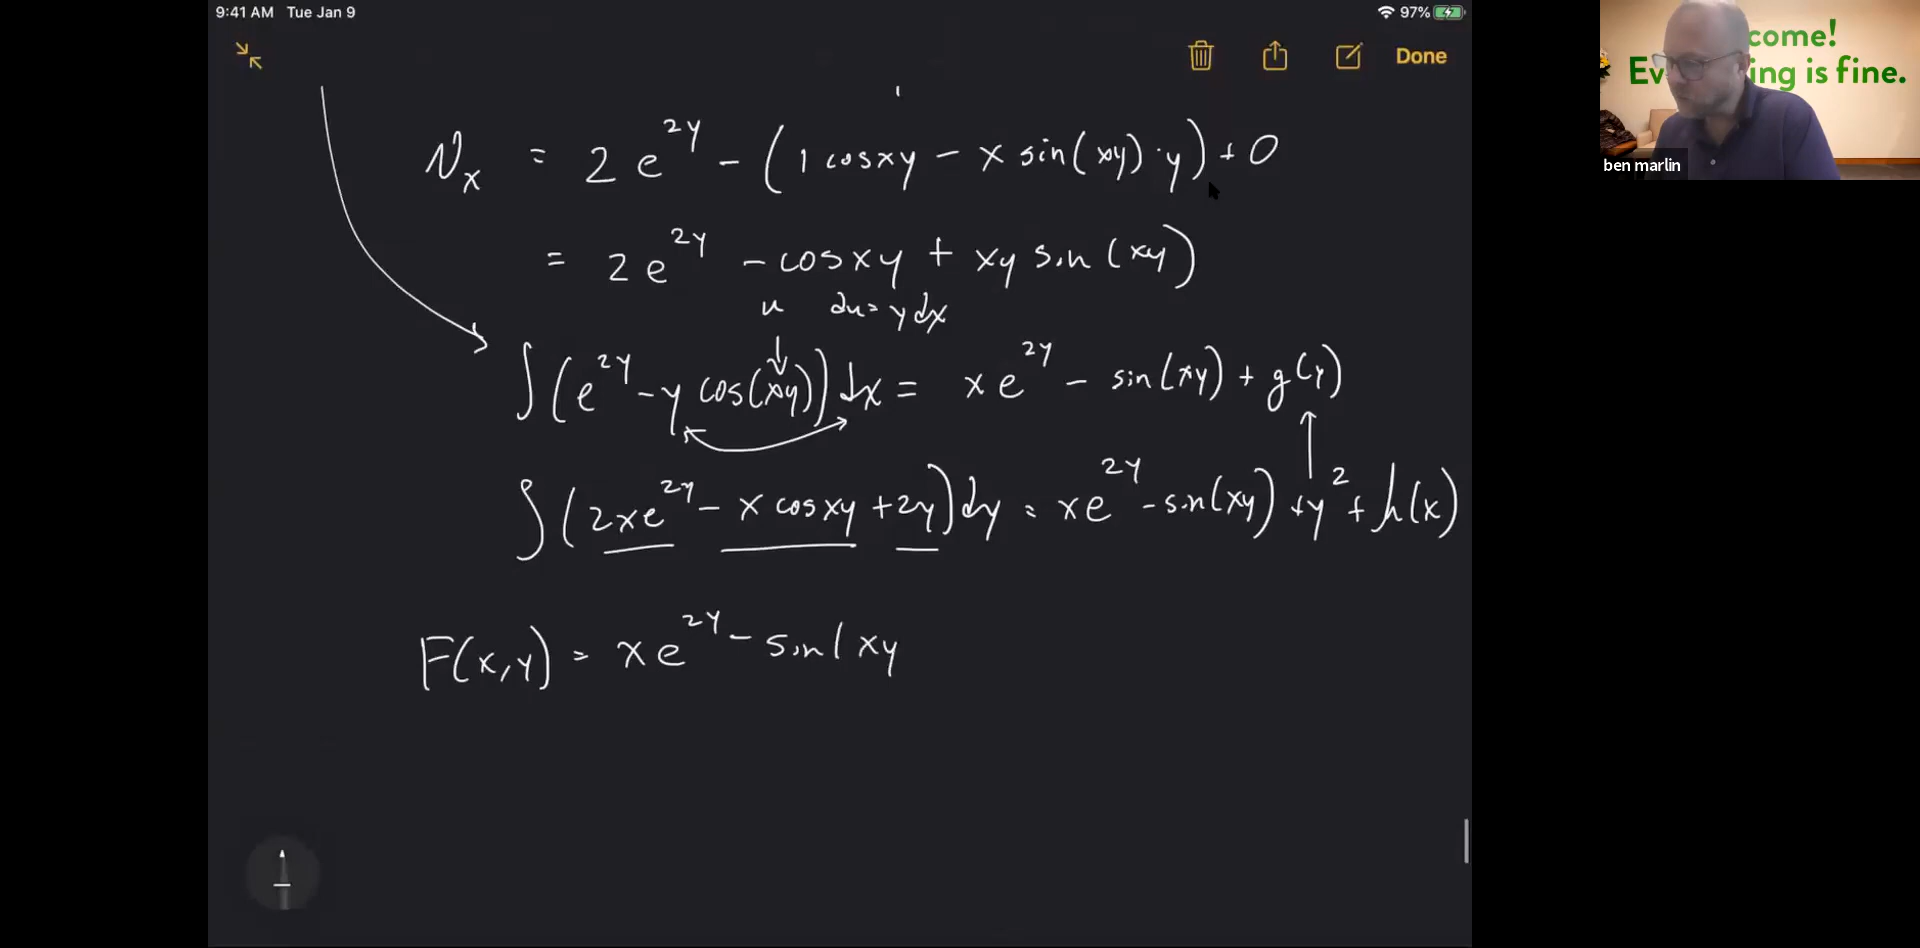 9:41 AM Tue Jan 9
97%
Done
come!
Ev ing is fine.
ben marlin
N_x = 2e^{2y} - (1 cos xy - x sin(xy) · y) + 0
= 2e^{2y} - cos xy + xy sin(xy)
u du = y dx
∫(e^{2y} - y cos(xy)) dx = xe^{2y} - sin(xy) + g(y)
∫(2xe^{2y} - x cos xy + 2y) dy = xe^{2y} - sin(xy) + y^2 + h(x)
F(x,y) = xe^{2y} - sin(xy